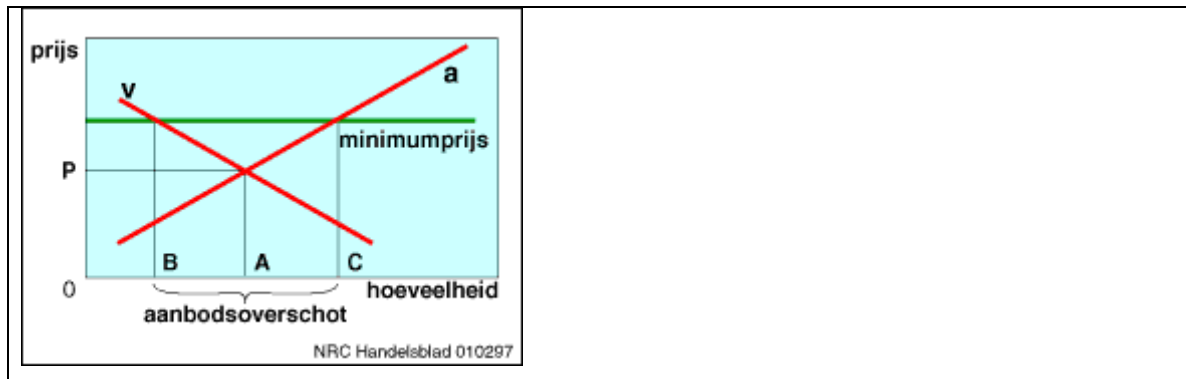 prijs
a
v
minimumprijs
P
B A C
0
hoeveelheid
aanbodsoverschot
NRC Handelsblad 010297